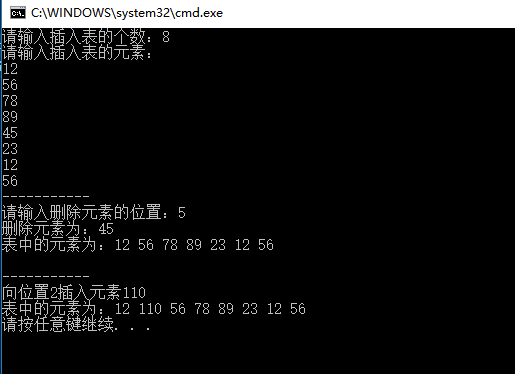 C:\WINDOWS\system32\cmd.exe
请输入插入表的个数：8
请输入插入表的元素：
12
56
78
89
45
23
12
56
-----------
请输入删除元素的位置：5
删除元素为：45
表中的元素为：12 56 78 89 23 12 56
-----------
向位置2插入元素110
表中的元素为：12 110 56 78 89 23 12 56
请按任意键继续. . .